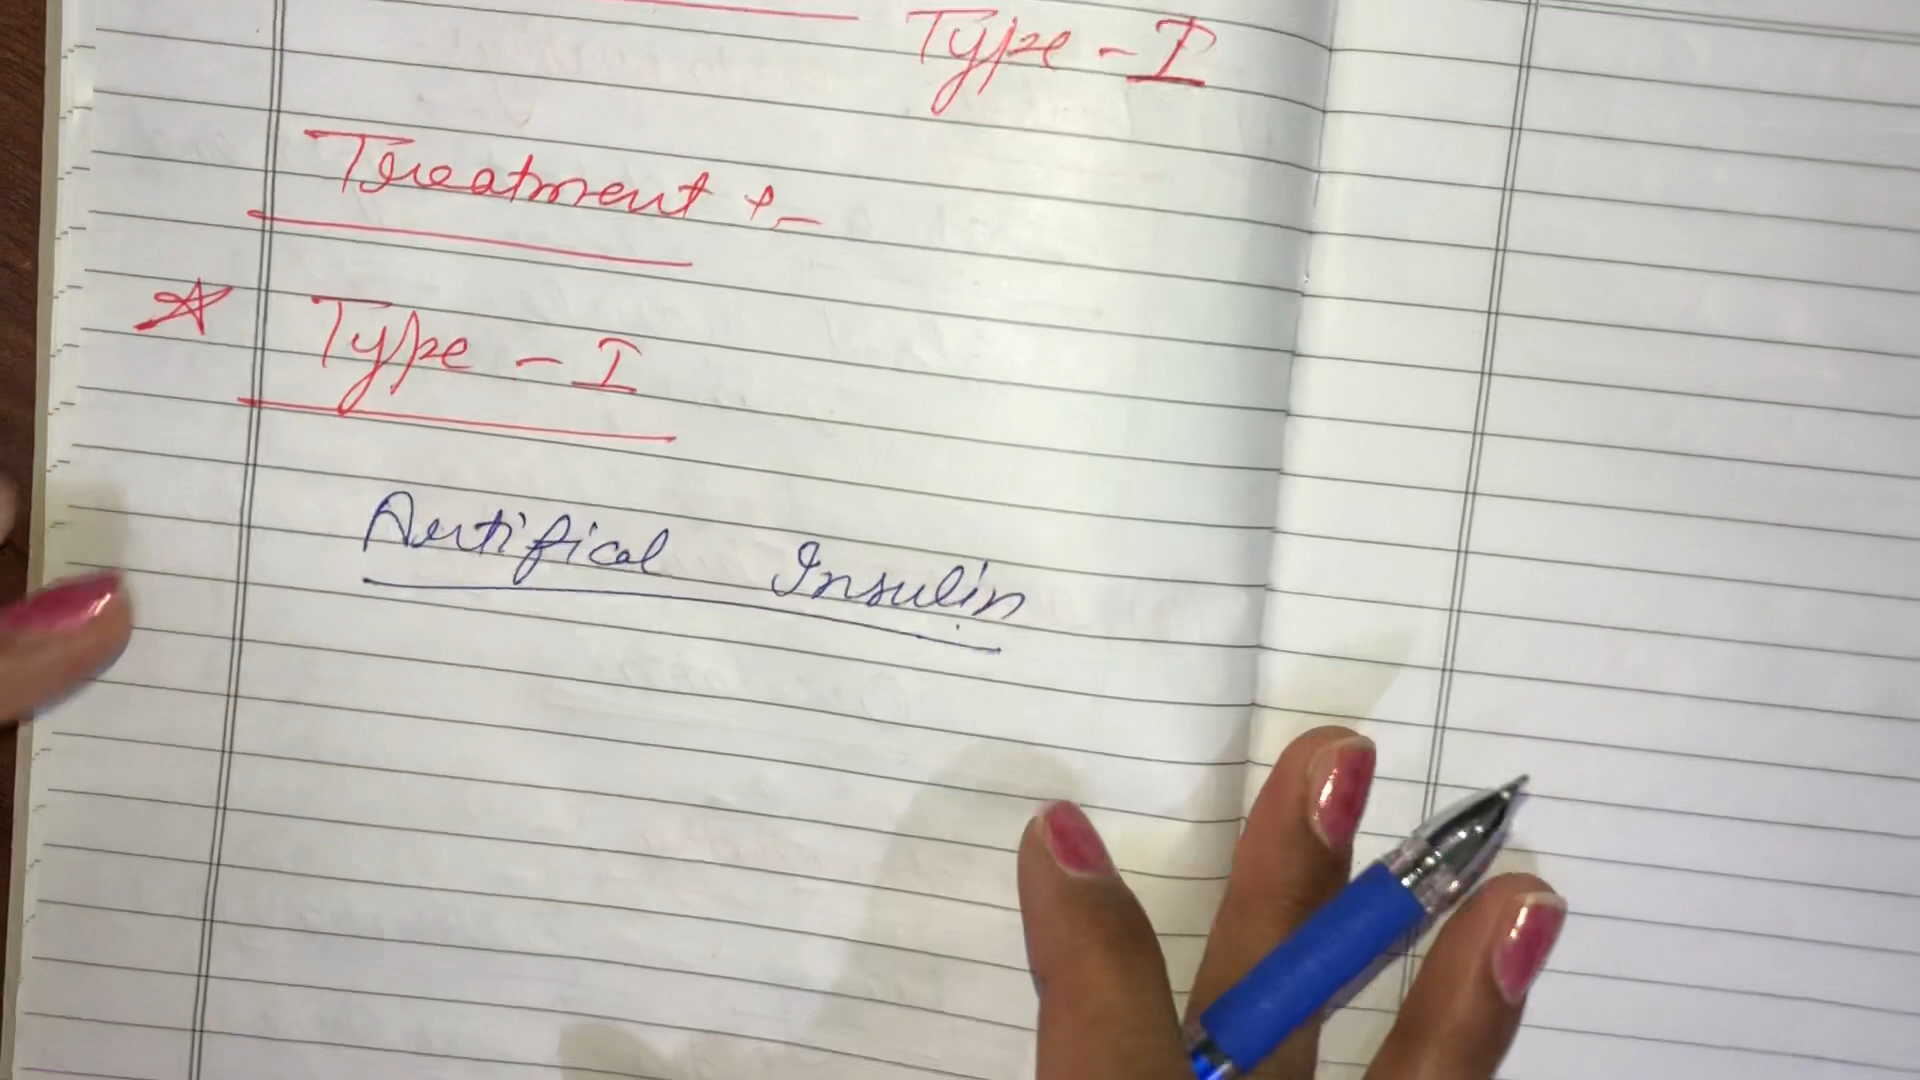 Type - I
Treatment :-
☆ Type - I
Artifical Insulin